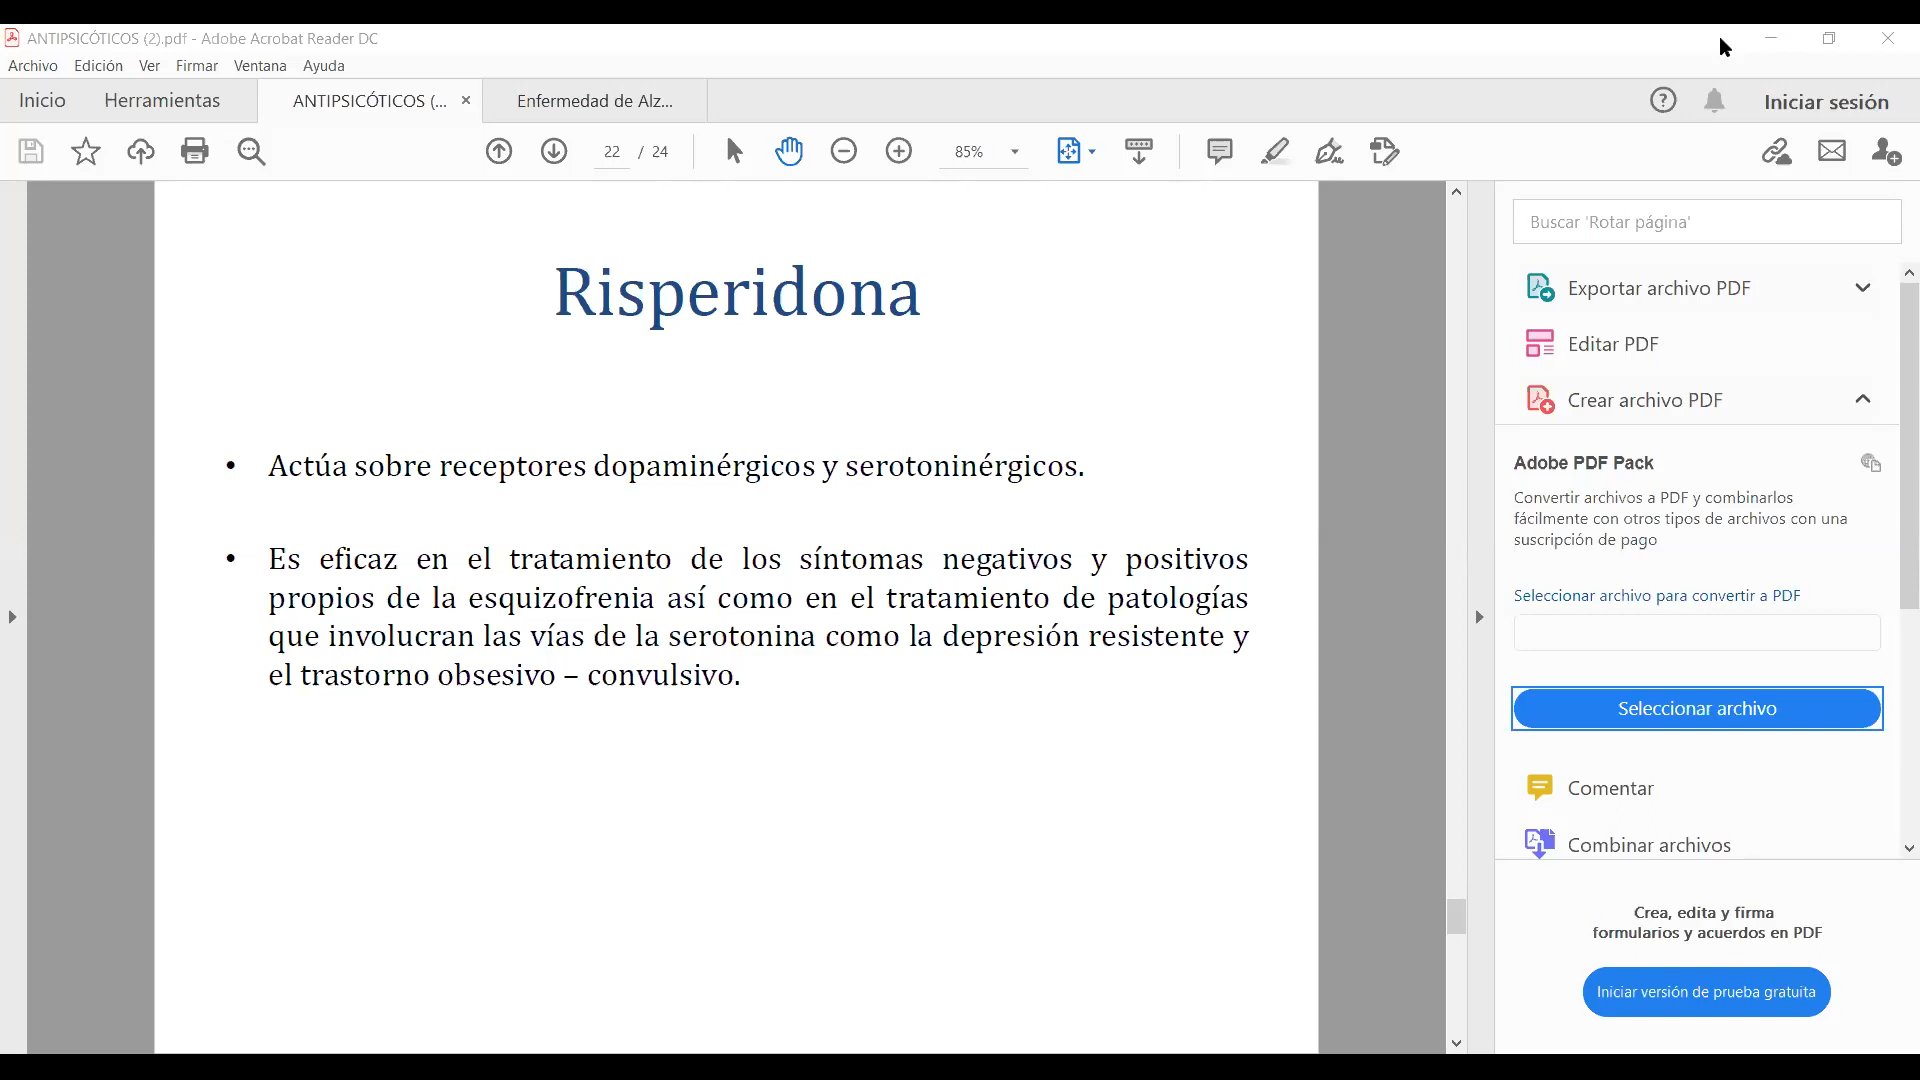 ANTIPSICÓTICOS (2).pdf - Adobe Acrobat Reader DC
Archivo Edición Ver Firmar Ventana Ayuda
Inicio Herramientas ANTIPSICÓTICOS (... × Enfermedad de Alz... Iniciar sesión
22 / 24 85%
Buscar 'Rotar página'
Risperidona
Exportar archivo PDF
Editar PDF
Crear archivo PDF
• Actúa sobre receptores dopaminérgicos y serotoninérgicos.
• Es eficaz en el tratamiento de los síntomas negativos y positivos
propios de la esquizofrenia así como en el tratamiento de patologías
que involucran las vías de la serotonina como la depresión resistente y
el trastorno obsesivo – convulsivo.
Adobe PDF Pack
Convertir archivos a PDF y combinarlos
fácilmente con otros tipos de archivos con una
suscripción de pago
Seleccionar archivo para convertir a PDF
Seleccionar archivo
Comentar
Combinar archivos
Crea, edita y firma
formularios y acuerdos en PDF
Iniciar versión de prueba gratuita